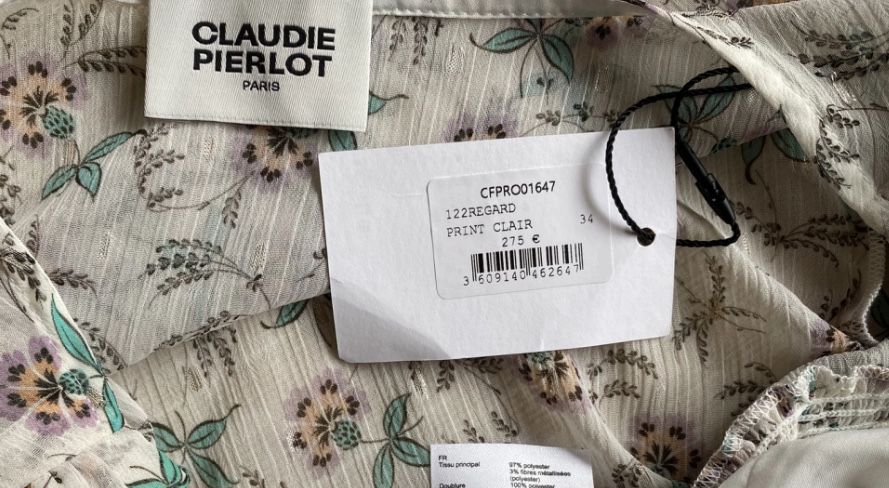 CLAUDIE
PIERLOT
PARIS
CFPRO01647
122REGARD
PRINT CLAIR 34
275 €
3 609140 462647
FR
Tissu principal 97% polyester
3% fibres métallisées
(polyester)
Doublure 100% polyester